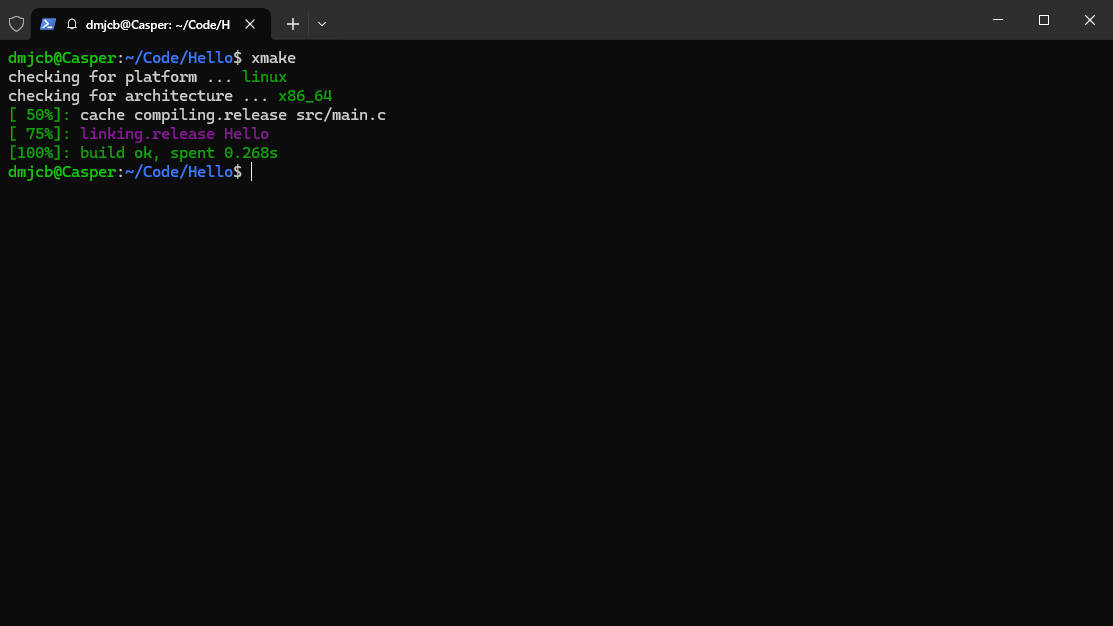 dmjcb@Casper: ~/Code/H
dmjcb@Casper:~/Code/Hello$ xmake
checking for platform ... linux
checking for architecture ... x86_64
[ 50%]: cache compiling.release src/main.c
[ 75%]: linking.release Hello
[100%]: build ok, spent 0.268s
dmjcb@Casper:~/Code/Hello$